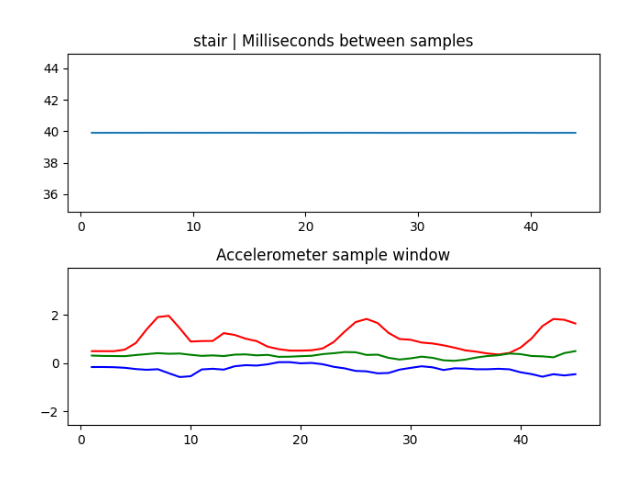 stair | Milliseconds between samples
44
42
40
38
36
0 10 20 30 40
Accelerometer sample window
2
0
−2
0 10 20 30 40